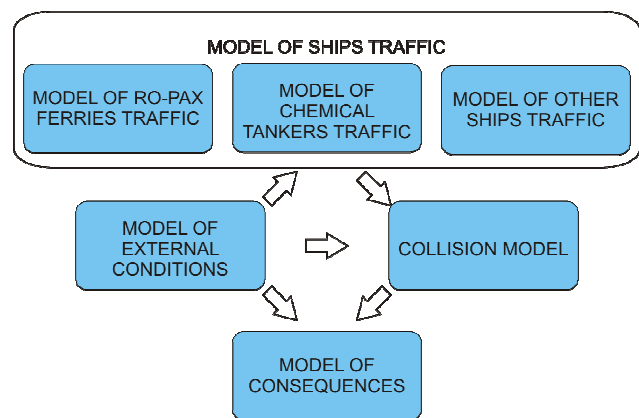 MODEL OF SHIPS TRAFFIC
MODEL OF RO-PAX
FERRIES TRAFFIC
MODEL OF
CHEMICAL
TANKERS TRAFFIC
MODEL OF OTHER
SHIPS TRAFFIC
MODEL OF
EXTERNAL
CONDITIONS
COLLISION MODEL
MODEL OF
CONSEQUENCES